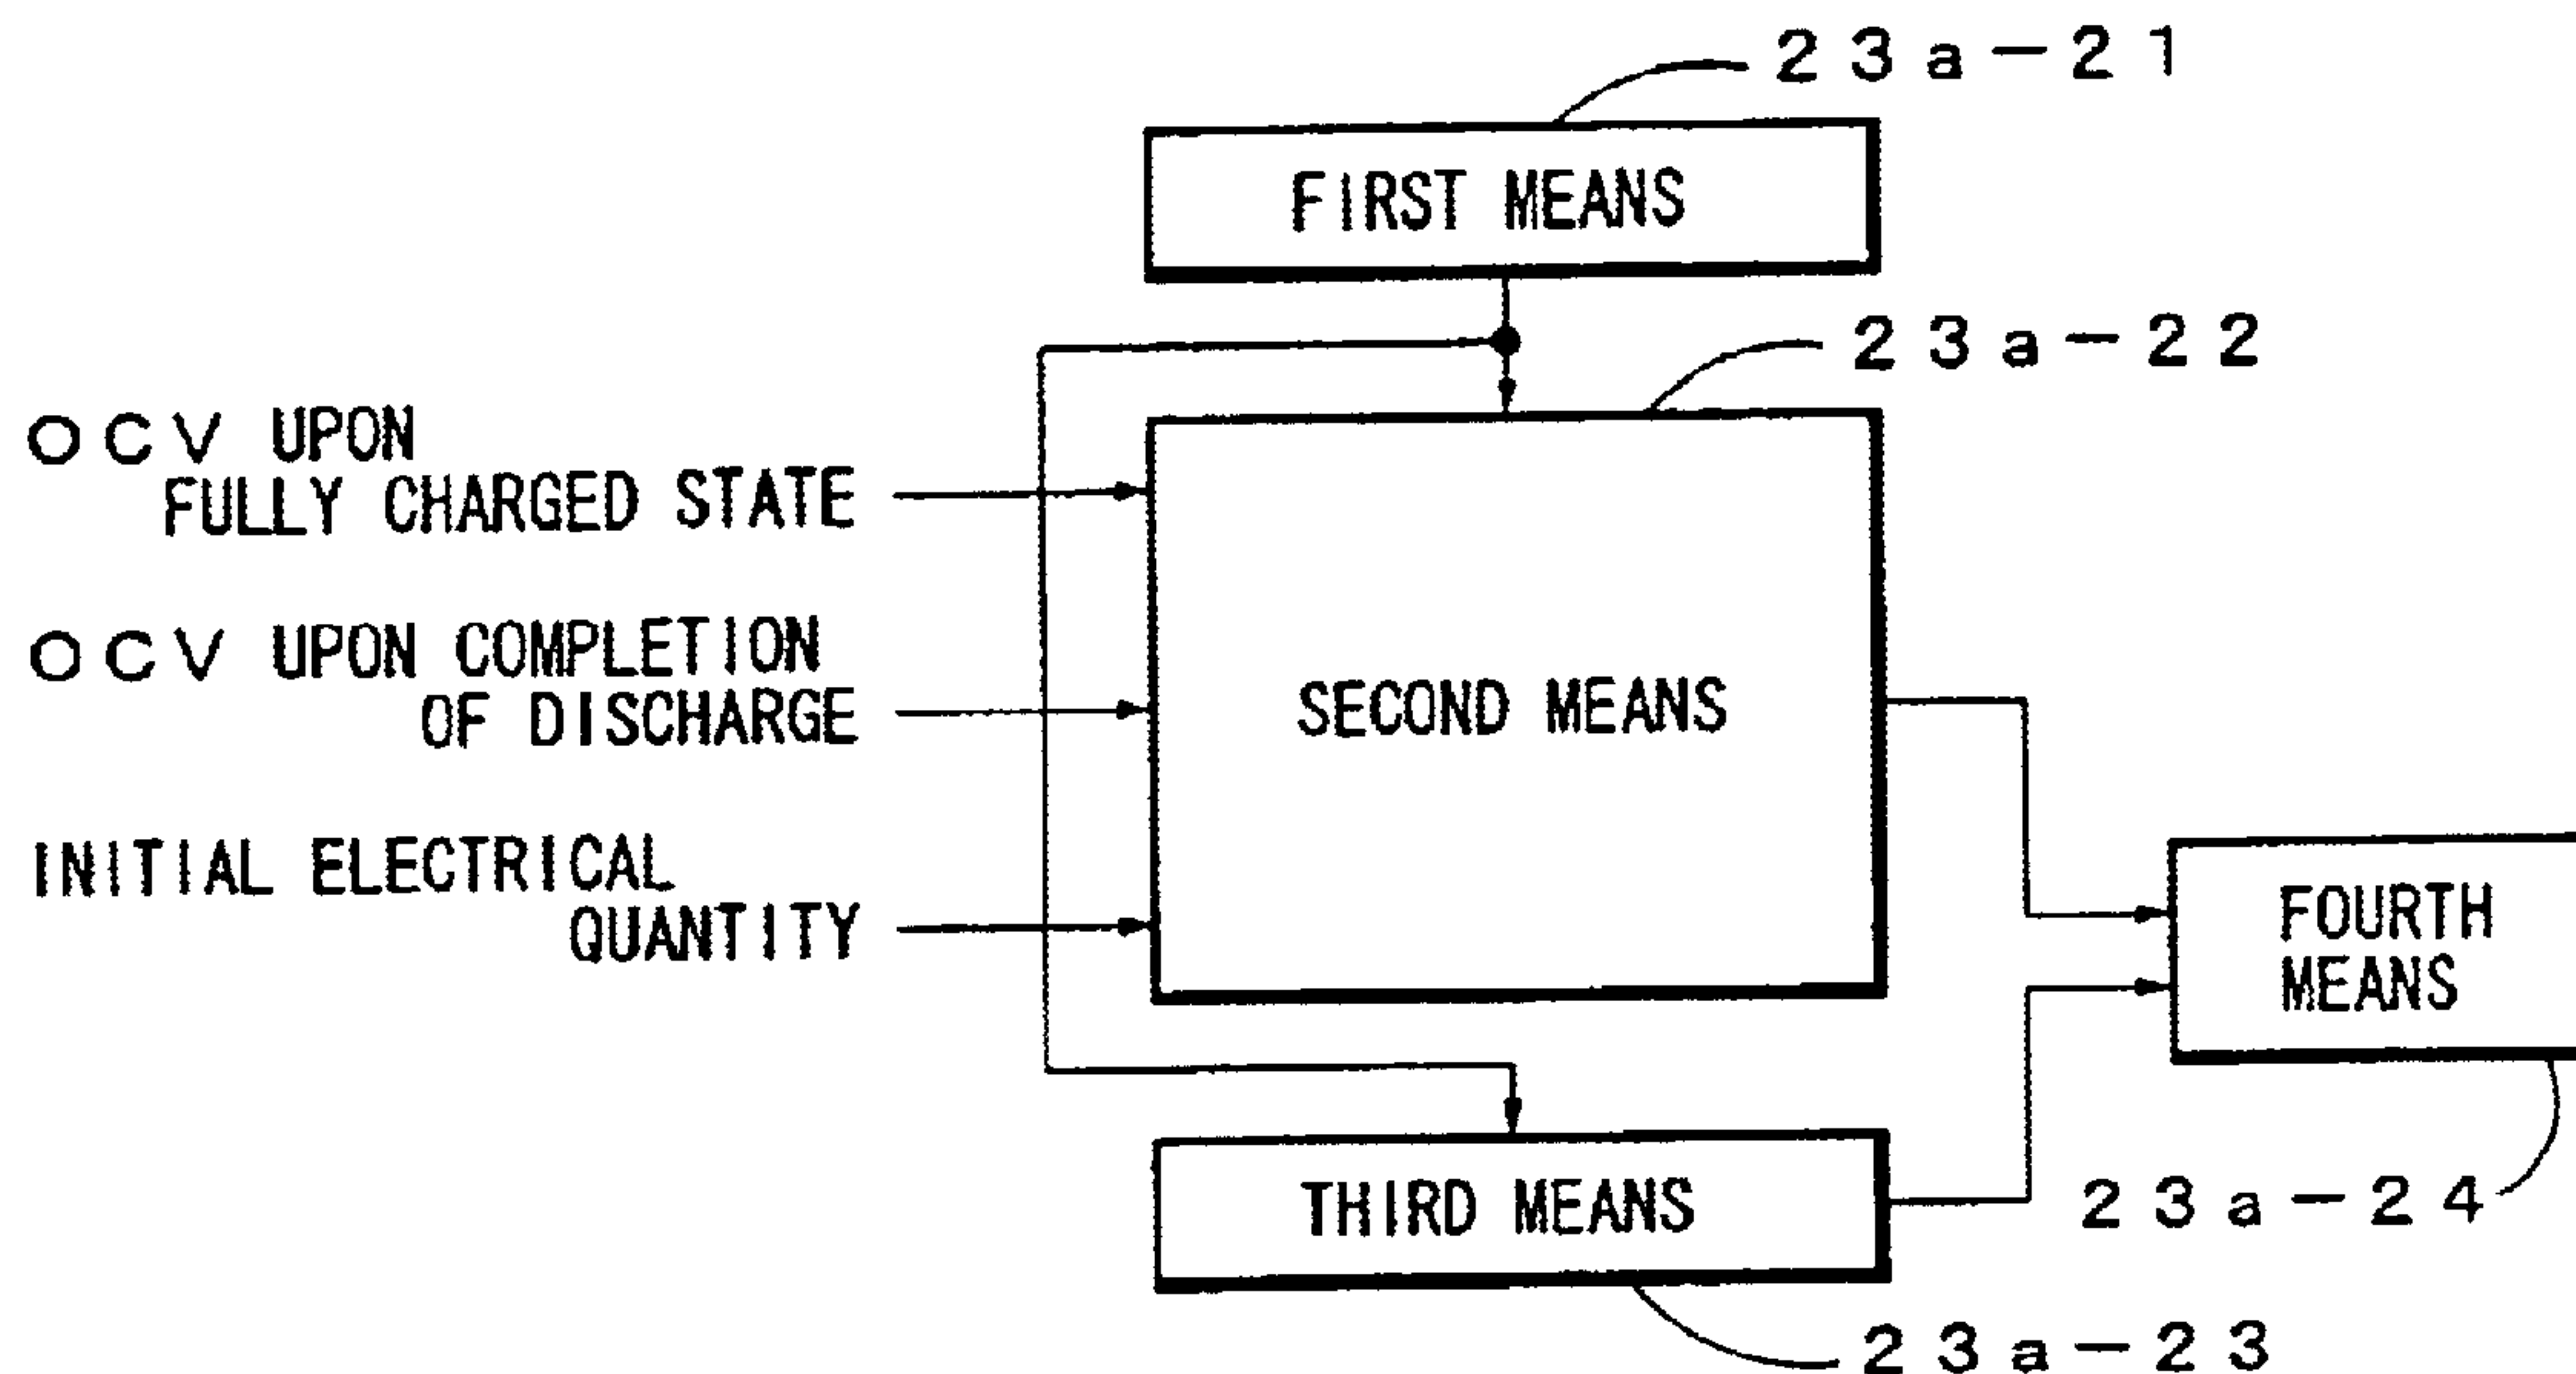 23a-21
FIRST MEANS
23a-22
OCV UPON
FULLY CHARGED STATE
OCV UPON COMPLETION
OF DISCHARGE
SECOND MEANS
INITIAL ELECTRICAL
QUANTITY
FOURTH
MEANS
THIRD MEANS
23a-24
23a-23